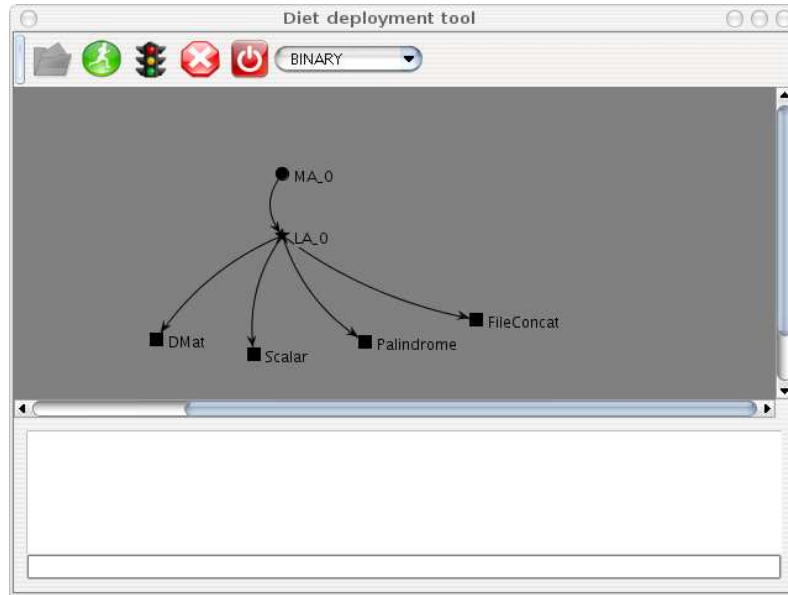 Diet deployment tool
BINARY
MA_0
LA_0
FileConcat
DMat
Palindrome
Scalar